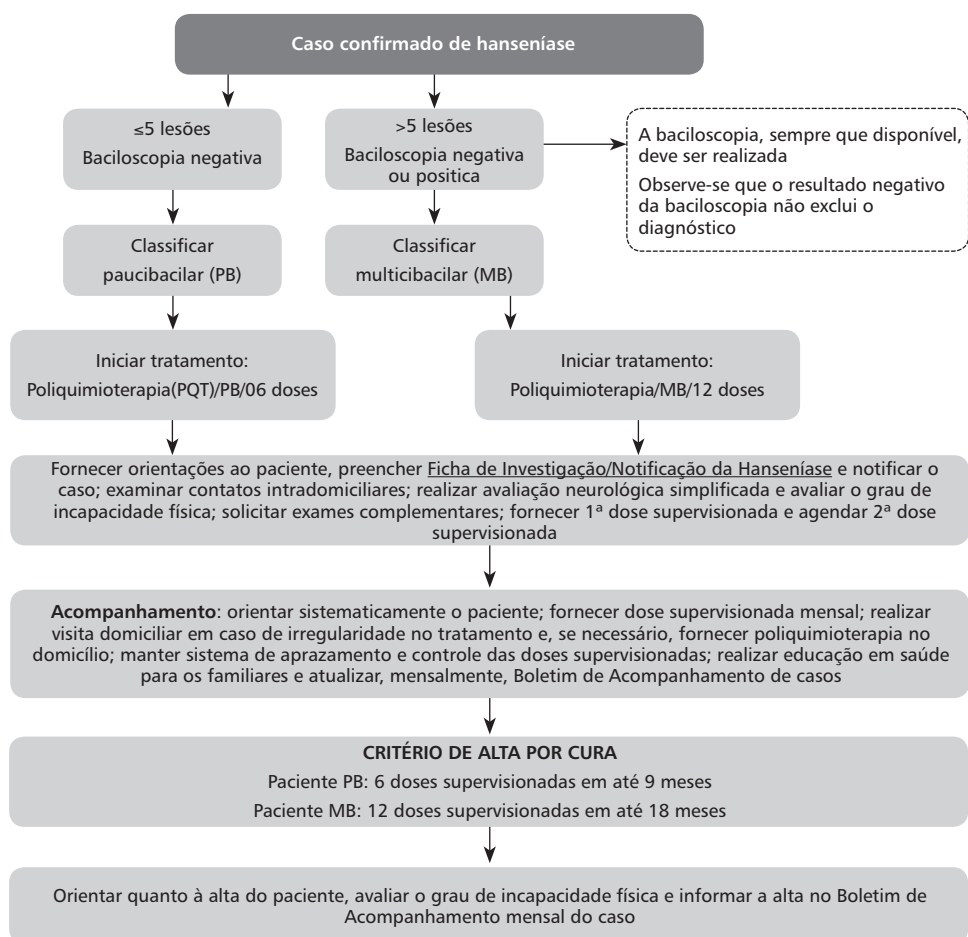 Caso confirmado de hanseníase
≤5 lesões
Baciloscopia negativa
>5 lesões
Baciloscopia negativa
ou positica
A baciloscopia, sempre que disponível,
deve ser realizada
Observe-se que o resultado negativo
da baciloscopia não exclui o
diagnóstico
Classificar
paucibacilar (PB)
Classificar
multicibacilar (MB)
Iniciar tratamento:
Poliquimioterapia(PQT)/PB/06 doses
Iniciar tratamento:
Poliquimioterapia/MB/12 doses
Fornecer orientações ao paciente, preencher Ficha de Investigação/Notificação da Hanseníase e notificar o
caso; examinar contatos intradomiciliares; realizar avaliação neurológica simplificada e avaliar o grau de
incapacidade física; solicitar exames complementares; fornecer 1ª dose supervisionada e agendar 2ª dose
supervisionada
Acompanhamento: orientar sistematicamente o paciente; fornecer dose supervisionada mensal; realizar
visita domiciliar em caso de irregularidade no tratamento e, se necessário, fornecer poliquimioterapia no
domicílio; manter sistema de aprazamento e controle das doses supervisionadas; realizar educação em saúde
para os familiares e atualizar, mensalmente, Boletim de Acompanhamento de casos
CRITÉRIO DE ALTA POR CURA
Paciente PB: 6 doses supervisionadas em até 9 meses
Paciente MB: 12 doses supervisionadas em até 18 meses
Orientar quanto à alta do paciente, avaliar o grau de incapacidade física e informar a alta no Boletim de
Acompanhamento mensal do caso